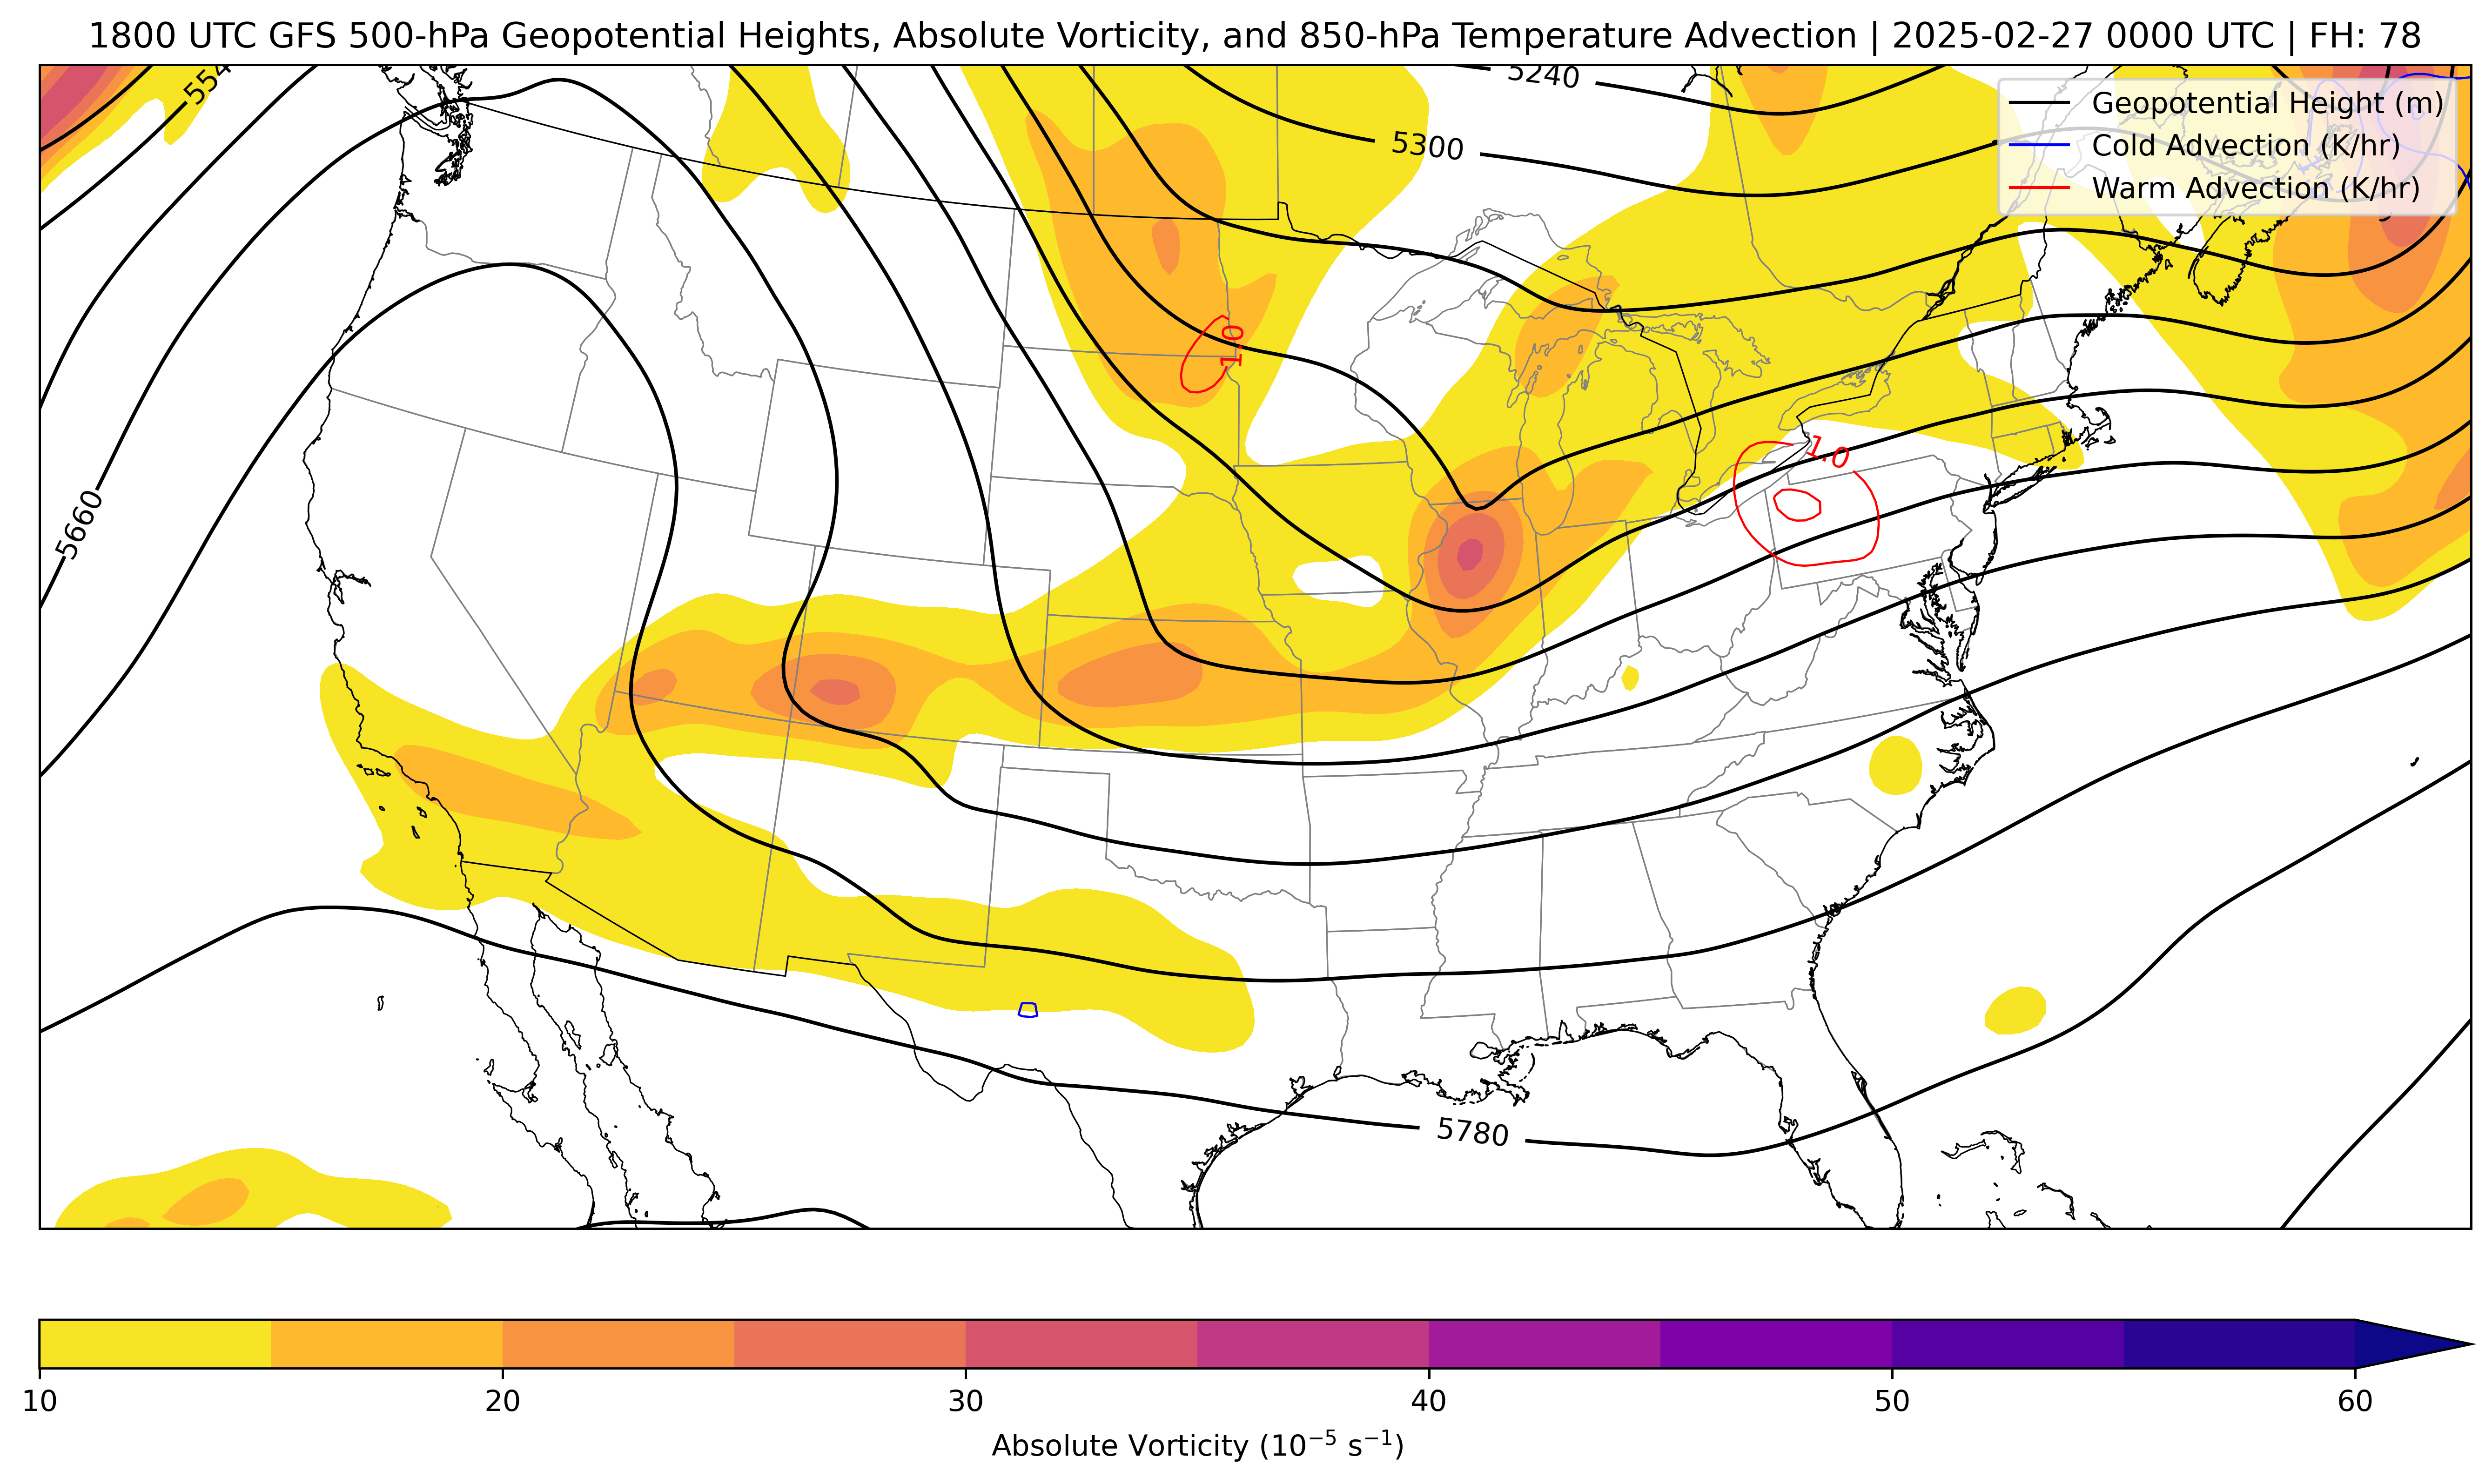 1800 UTC GFS 500-hPa Geopotential Heights, Absolute Vorticity, and 850-hPa Temperature Advection | 2025-02-27 0000 UTC | FH: 78
554
5240
5300
Geopotential Height (m)
Cold Advection (K/hr)
Warm Advection (K/hr)
1.0
1.0
5660
5780
10 20 30 40 50 60
Absolute Vorticity (10⁻⁵ s⁻¹)